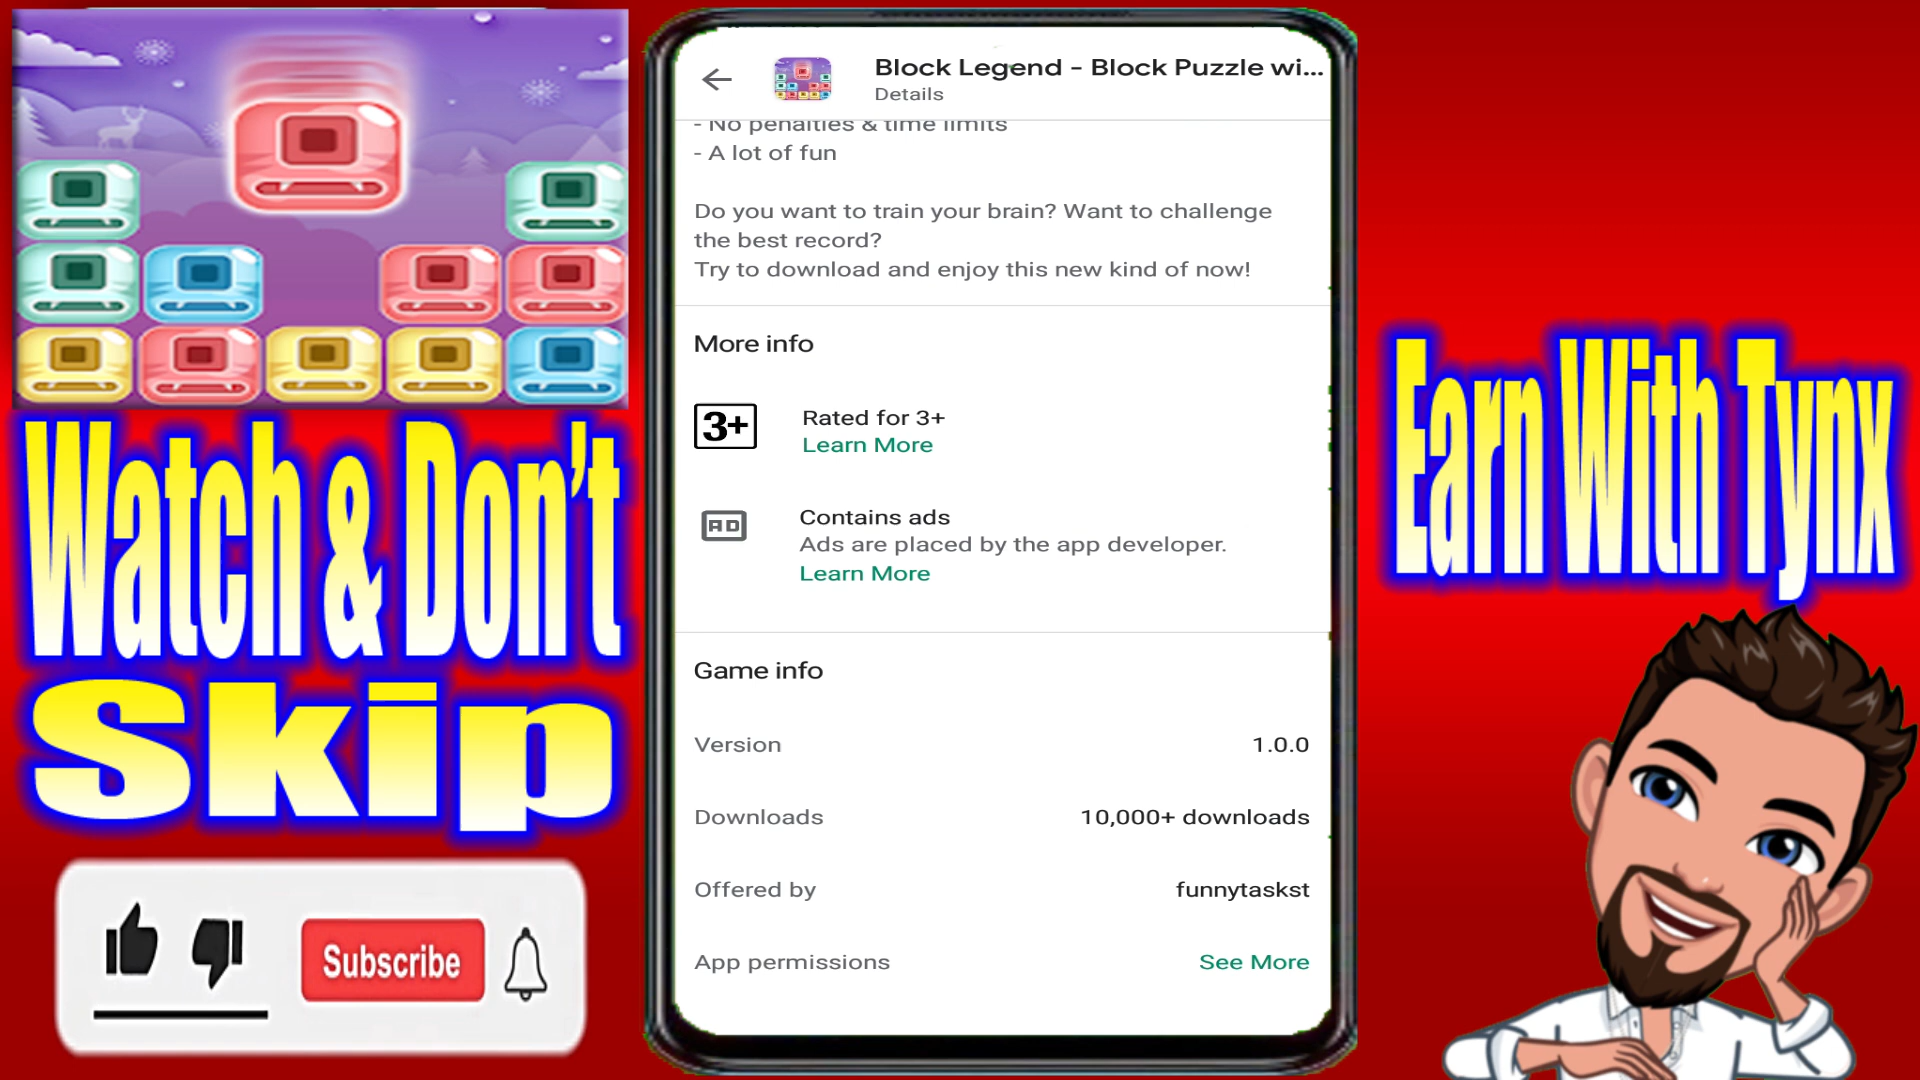 Watch & Don't
Skip
Subscribe
Block Legend - Block Puzzle wi...
Details
- No penalties & time limits
- A lot of fun
Do you want to train your brain? Want to challenge
the best record?
Try to download and enjoy this new kind of now!
More info
3+
Rated for 3+
Learn More
AD
Contains ads
Ads are placed by the app developer.
Learn More
Game info
Version
1.0.0
Downloads
10,000+ downloads
Offered by
funnytaskst
App permissions
See More
Earn With Tynx